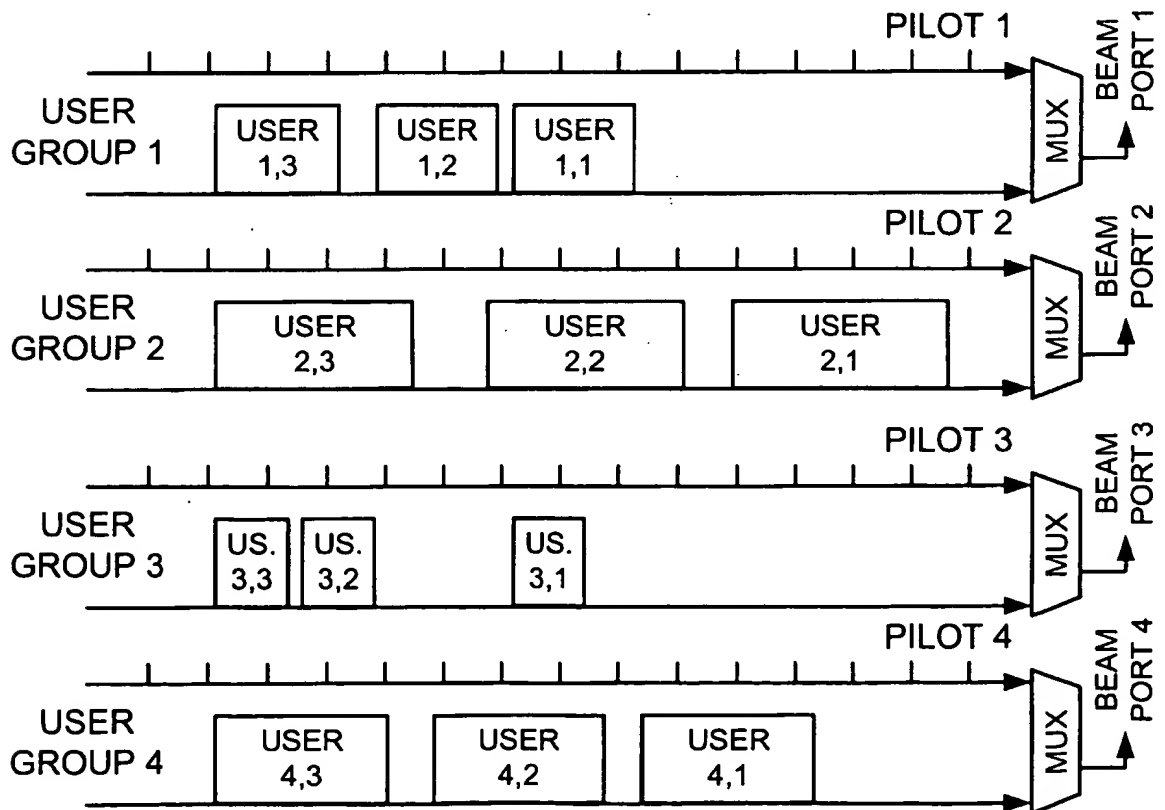 PILOT 1
USER
GROUP 1
USER
1,3
USER
1,2
USER
1,1
MUX
BEAM
PORT 1
PILOT 2
USER
GROUP 2
USER
2,3
USER
2,2
USER
2,1
MUX
BEAM
PORT 2
PILOT 3
USER
GROUP 3
US.
3,3
US.
3,2
US.
3,1
MUX
BEAM
PORT 3
PILOT 4
USER
GROUP 4
USER
4,3
USER
4,2
USER
4,1
MUX
BEAM
PORT 4